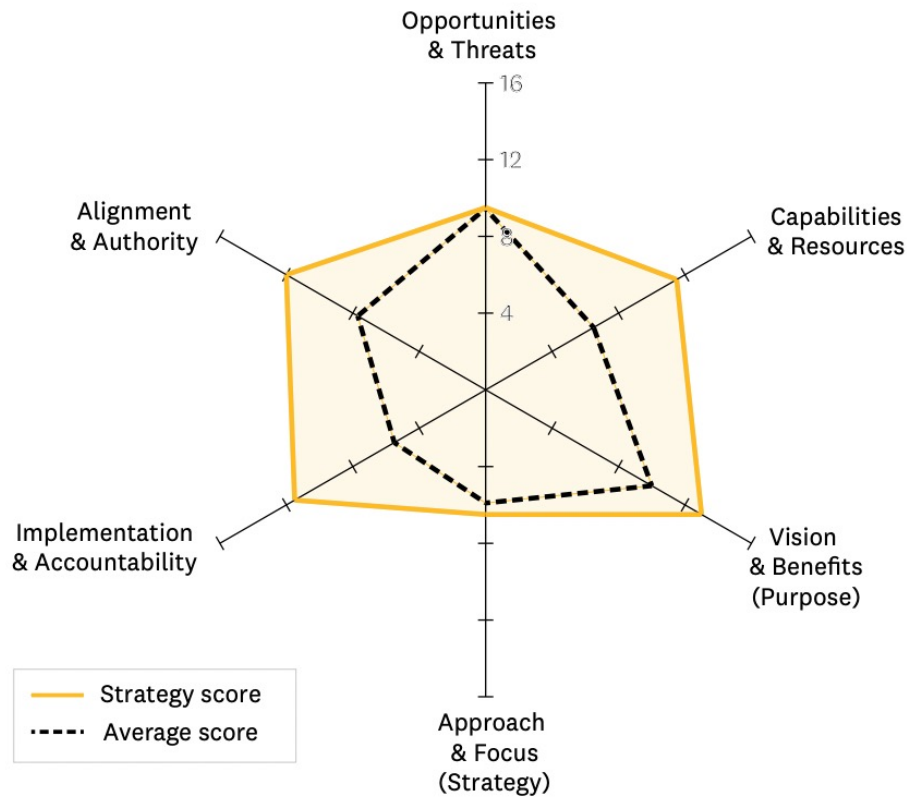 Opportunities
& Threats
16
12
8
4
Alignment
& Authority
Capabilities
& Resources
Implementation
& Accountability
Vision
& Benefits
(Purpose)
Approach
& Focus
(Strategy)
Strategy score
Average score